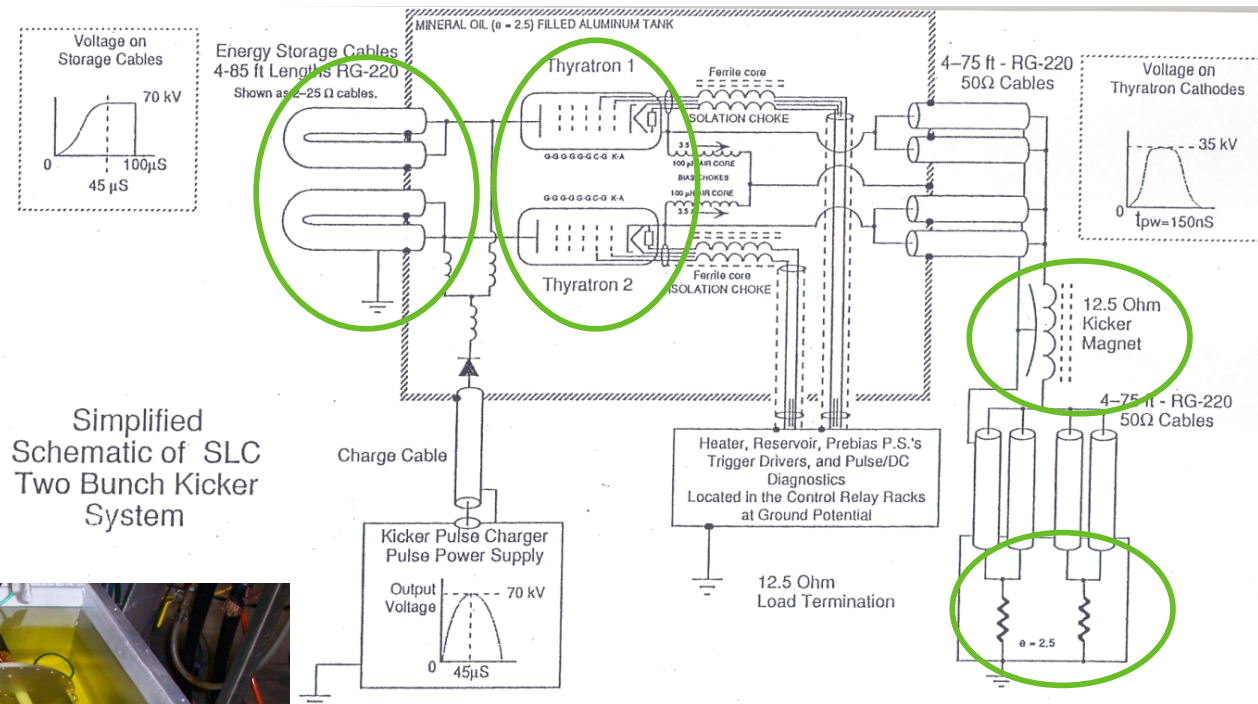 MINERAL OIL (e = 2.5) FILLED ALUMINUM TANK
Voltage on
Storage Cables
70 kV
0
100µS
45 µS
Energy Storage Cables
4-85 ft Lengths RG-220
Shown as 2-25 Ω cables.
Thyratron 1
G-G G-G G-G C-G K-A
Ferrite core
ISOLATION CHOKE
3.5
100 µH AIR CORE
BIAS CHOKES
100 µH AIR CORE
3.5
G-G G-G G-G C-G K-A
Thyratron 2
Ferrite core
ISOLATION CHOKE
4–75 ft - RG-220
50Ω Cables
Voltage on
Thyratron Cathodes
35 kV
0
tpw=150nS
12.5 Ohm
Kicker
Magnet
4–75 ft - RG-220
50Ω Cables
Simplified
Schematic of SLC
Two Bunch Kicker
System
Charge Cable
Kicker Pulse Charger
Pulse Power Supply
Output
Voltage
70 kV
0
45µS
Heater, Reservoir, Prebias P.S.'s
Trigger Drivers, and Pulse/DC
Diagnostics
Located in the Control Relay Racks
at Ground Potential
12.5 Ohm
Load Termination
e = 2.5